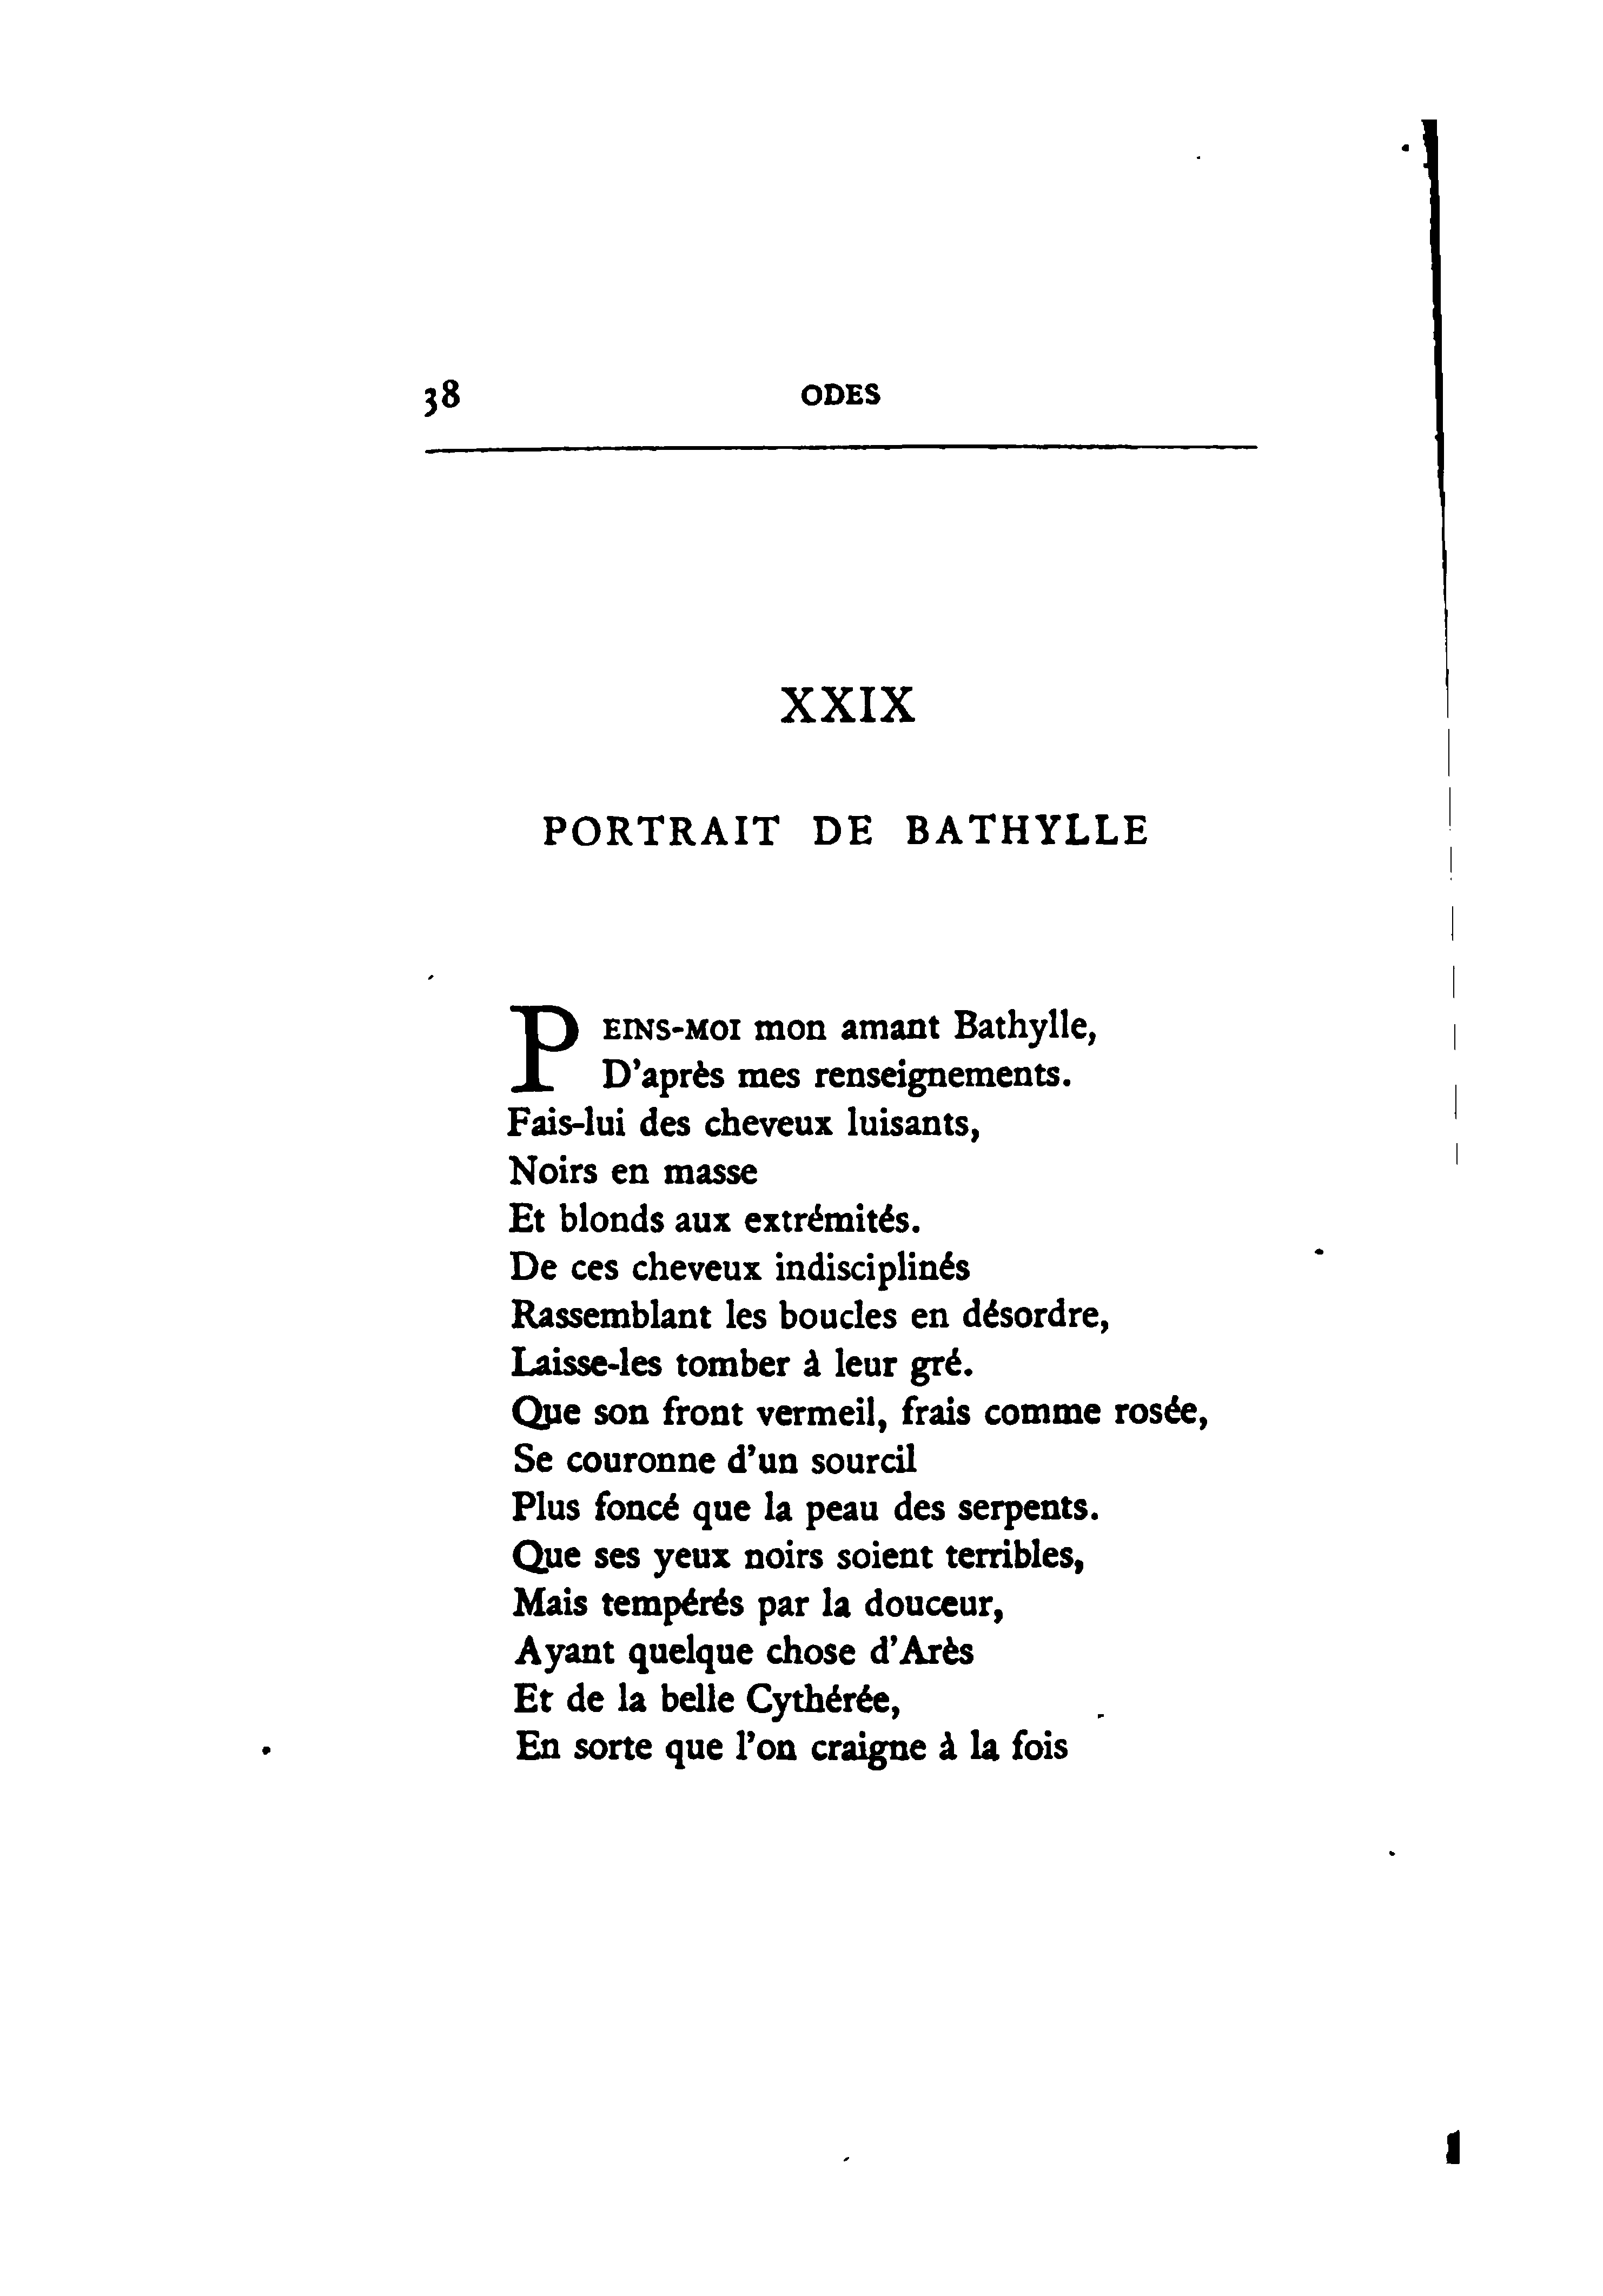 38
ODES
XXIX
PORTRAIT DE BATHYLLE
PEINS-MOI mon amant Bathylle,
D'après mes renseignements.
Fais-lui des cheveux luisants,
Noirs en masse
Et blonds aux extrémités.
De ces cheveux indisciplinés
Rassemblant les boucles en désordre,
Laisse-les tomber à leur gré.
Que son front vermeil, frais comme rosée,
Se couronne d'un sourcil
Plus foncé que la peau des serpents.
Que ses yeux noirs soient terribles,
Mais tempérés par la douceur,
Ayant quelque chose d'Arès
Et de la belle Cythérée,
En sorte que l'on craigne à la fois